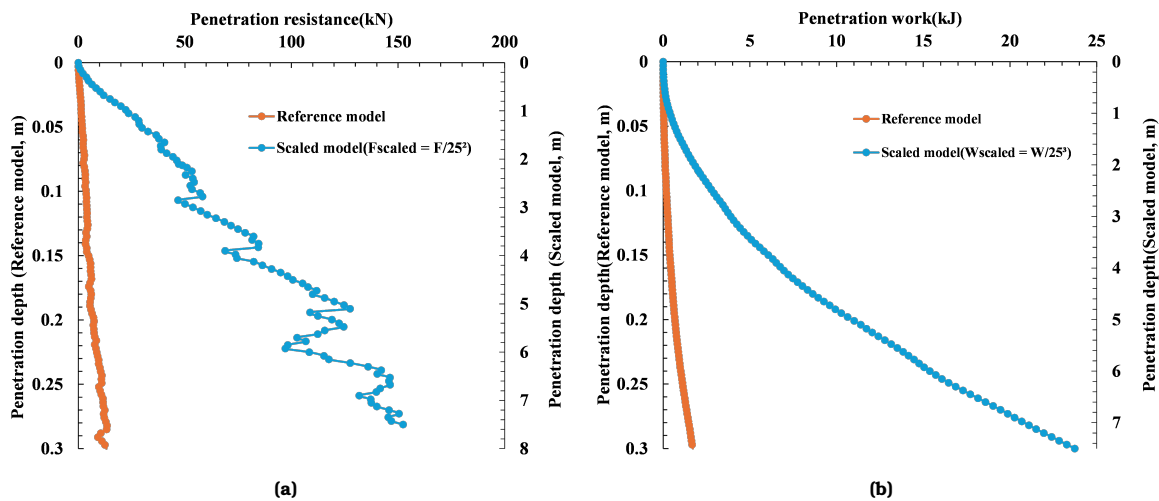 Penetration resistance(kN)
0 50 100 150 200
0
0.05
0.1
0.15
0.2
0.25
0.3
Penetration depth (Reference model, m)
Reference model
Scaled model(Fscaled = F/25²)
0
1
2
3
4
5
6
7
8
Penetration depth (Scaled model, m)
(a)
Penetration work(kJ)
0 5 10 15 20 25
0
0.05
0.1
0.15
0.2
0.25
0.3
Penetration depth(Reference model, m)
Reference model
Scaled model(Wscaled = W/25³)
0
1
2
3
4
5
6
7
Penetration depth(Scaled model, m)
(b)